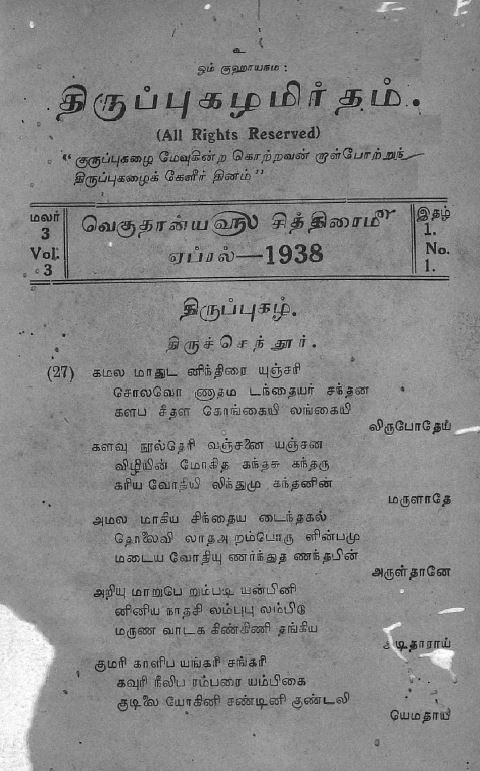 உ
ஓம் குஹாயநம :
திருப்புகழமிர்தம்.
(All Rights Reserved)
"குருப்புகழை மேவுகின்ற கொற்றவன் றாள்போற்றுந்
திருப்புகழைக் கேளீர் தினம்"
மலர்
3
Vol.
3
வெகுதான்ய௵ சித்திரைமீ
ஏப்ரல்—1938
இதழ்
1.
No.
1.
திருப்புகழ்.
திருச்செந்தூர்.
(27) கமல மாதுட னிந்திரை யுஞ்சரி
சொலவோ ணாதம டந்தையர் சந்தன
களப சீதள கொங்கையி லங்கையி
லிருபோதேய்
களவு நூல்தெரி வஞ்சனை யஞ்சன
விழியின் மோகித கந்தசு கந்தரு
கரிய வோதியி லிந்துமு கந்தனின்
மருளாதே
அமல மாகிய சிந்தைய டைந்தகல்
தொலைவி லாதஅ றம்பொரு ளின்பமு
மடைய வோதியு ணர்ந்துத ணந்தபின்
அருள்தானே
அறியு மாறுபெ றும்படி யன்பினி
னினிய நாதசி லம்புபு லம்பிடு
மருண வாடக கிண்கிணி தங்கிய
டிதாராய்
குமரி காளிப யங்கரி சங்கரி
கவுரி நீலிப ரம்பரை யம்பிகை
குடிலை யோகினி சண்டினி குண்டலி
யெமதாயி